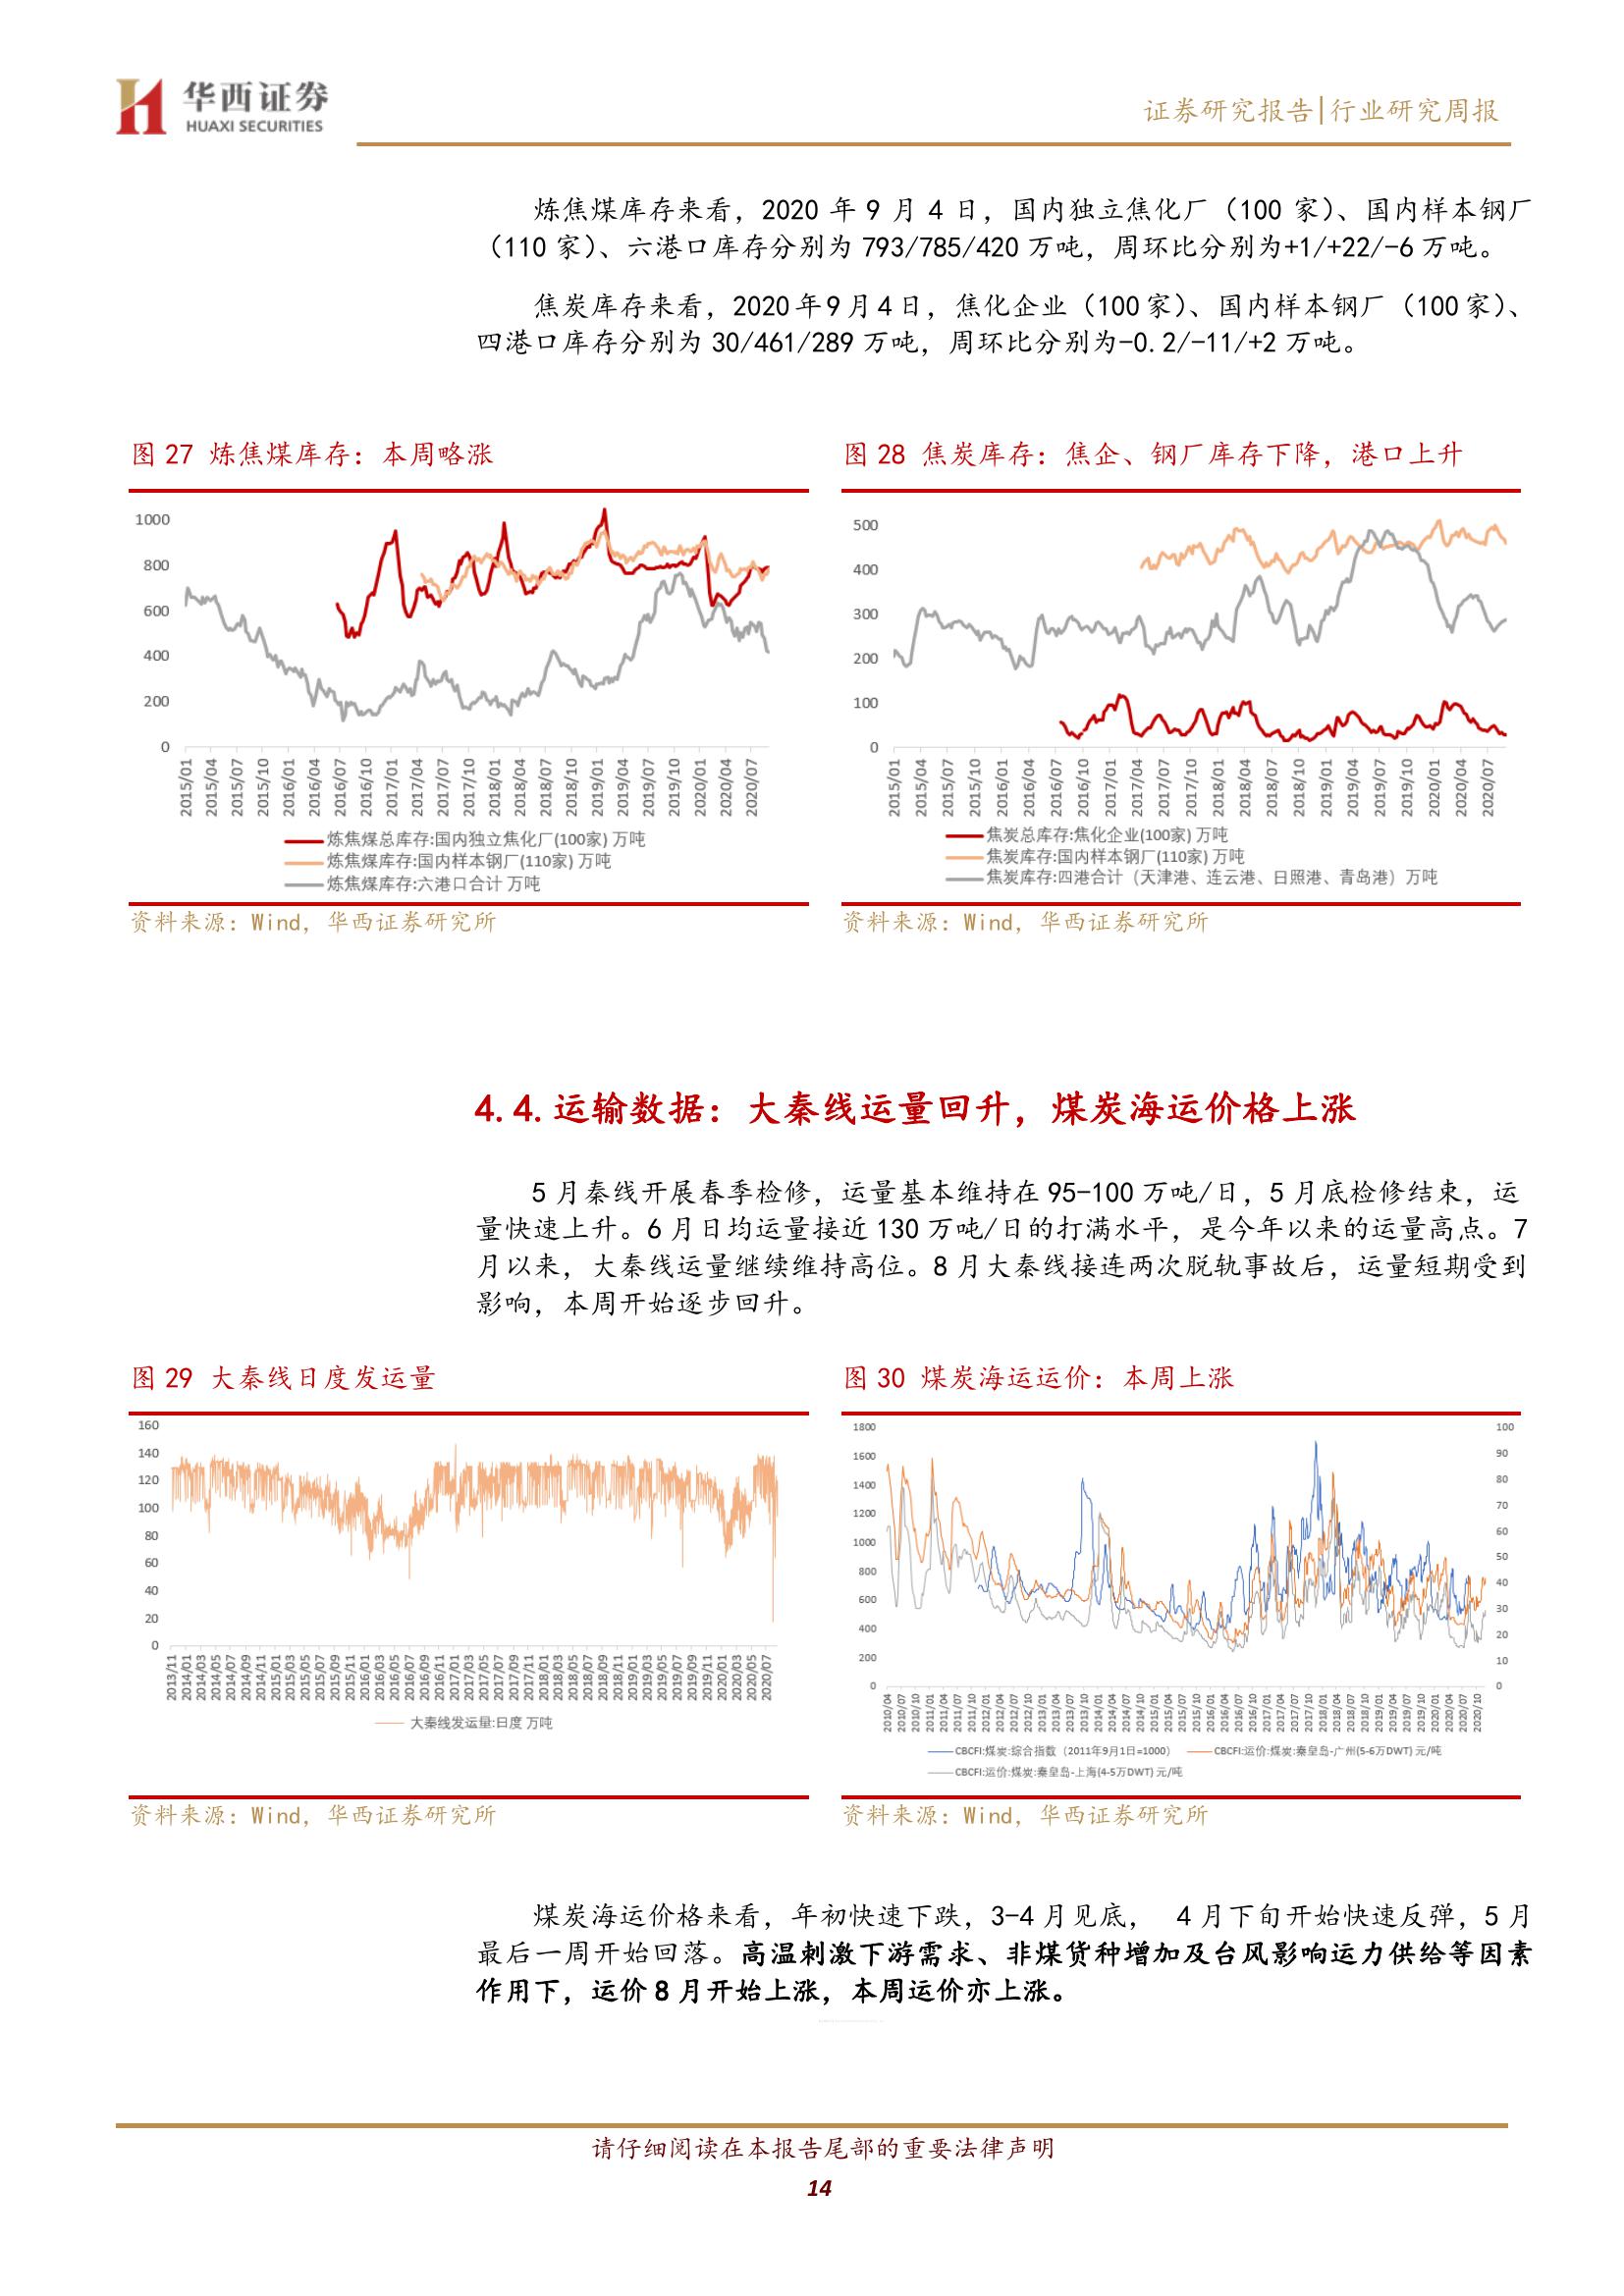 华西证券
HUAXI SECURITIES
证券研究报告|行业研究周报
炼焦煤库存来看，2020 年 9 月 4 日，国内独立焦化厂（100 家）、国内样本钢厂
（110 家）、六港口库存分别为 793/785/420 万吨，周环比分别为+1/+22/-6 万吨。
焦炭库存来看，2020 年 9 月 4 日，焦化企业（100 家）、国内样本钢厂（100 家）、
四港口库存分别为 30/461/289 万吨，周环比分别为-0.2/-11/+2 万吨。
图 27 炼焦煤库存：本周略涨
1000
800
600
400
200
0
2015/01 2015/04 2015/07 2015/10 2016/01 2016/04 2016/07 2016/10 2017/01 2017/04 2017/07 2017/10 2018/01 2018/04 2018/07 2018/10 2019/01 2019/04 2019/07 2019/10 2020/01 2020/04 2020/07
炼焦煤总库存:国内独立焦化厂(100家) 万吨
炼焦煤库存:国内样本钢厂(110家) 万吨
炼焦煤库存:六港口合计 万吨
资料来源：Wind，华西证券研究所
图 28 焦炭库存：焦企、钢厂库存下降，港口上升
500
400
300
200
100
0
2015/01 2015/04 2015/07 2015/10 2016/01 2016/04 2016/07 2016/10 2017/01 2017/04 2017/07 2017/10 2018/01 2018/04 2018/07 2018/10 2019/01 2019/04 2019/07 2019/10 2020/01 2020/04 2020/07
焦炭总库存:焦化企业(100家) 万吨
焦炭库存:国内样本钢厂(110家) 万吨
焦炭库存:四港合计（天津港、连云港、日照港、青岛港）万吨
资料来源：Wind，华西证券研究所
4.4.运输数据：大秦线运量回升，煤炭海运价格上涨
5 月秦线开展春季检修，运量基本维持在 95-100 万吨/日，5 月底检修结束，运
量快速上升。6 月日均运量接近 130 万吨/日的打满水平，是今年以来的运量高点。7
月以来，大秦线运量继续维持高位。8 月大秦线接连两次脱轨事故后，运量短期受到
影响，本周开始逐步回升。
图 29 大秦线日度发运量
160
140
120
100
80
60
40
20
0
2013/11 2014/01 2014/03 2014/05 2014/07 2014/09 2014/11 2015/01 2015/03 2015/05 2015/07 2015/09 2015/11 2016/01 2016/03 2016/05 2016/07 2016/09 2016/11 2017/01 2017/03 2017/05 2017/07 2017/09 2017/11 2018/01 2018/03 2018/05 2018/07 2018/09 2018/11 2019/01 2019/03 2019/05 2019/07 2019/09 2019/11 2020/01 2020/03 2020/05 2020/07
大秦线发运量:日度 万吨
资料来源：Wind，华西证券研究所
图 30 煤炭海运运价：本周上涨
1800
1600
1400
1200
1000
800
600
400
200
0
100
90
80
70
60
50
40
30
20
10
0
2010/04 2010/07 2010/10 2011/01 2011/04 2011/07 2011/10 2012/01 2012/04 2012/07 2012/10 2013/01 2013/04 2013/07 2013/10 2014/01 2014/04 2014/07 2014/10 2015/01 2015/04 2015/07 2015/10 2016/01 2016/04 2016/07 2016/10 2017/01 2017/04 2017/07 2017/10 2018/01 2018/04 2018/07 2018/10 2019/01 2019/04 2019/07 2019/10 2020/01 2020/04 2020/07 2020/10
CBCFI:煤炭:综合指数（2011年9月1日=1000） CBCFI:运价:煤炭:秦皇岛-广州(5-6万DWT) 元/吨
CBCFI:运价:煤炭:秦皇岛-上海(4-5万DWT) 元/吨
资料来源：Wind，华西证券研究所
煤炭海运价格来看，年初快速下跌，3-4 月见底， 4 月下旬开始快速反弹，5 月
最后一周开始回落。高温刺激下游需求、非煤货种增加及台风影响运力供给等因素
作用下，运价 8 月开始上涨，本周运价亦上涨。
请仔细阅读在本报告尾部的重要法律声明
14